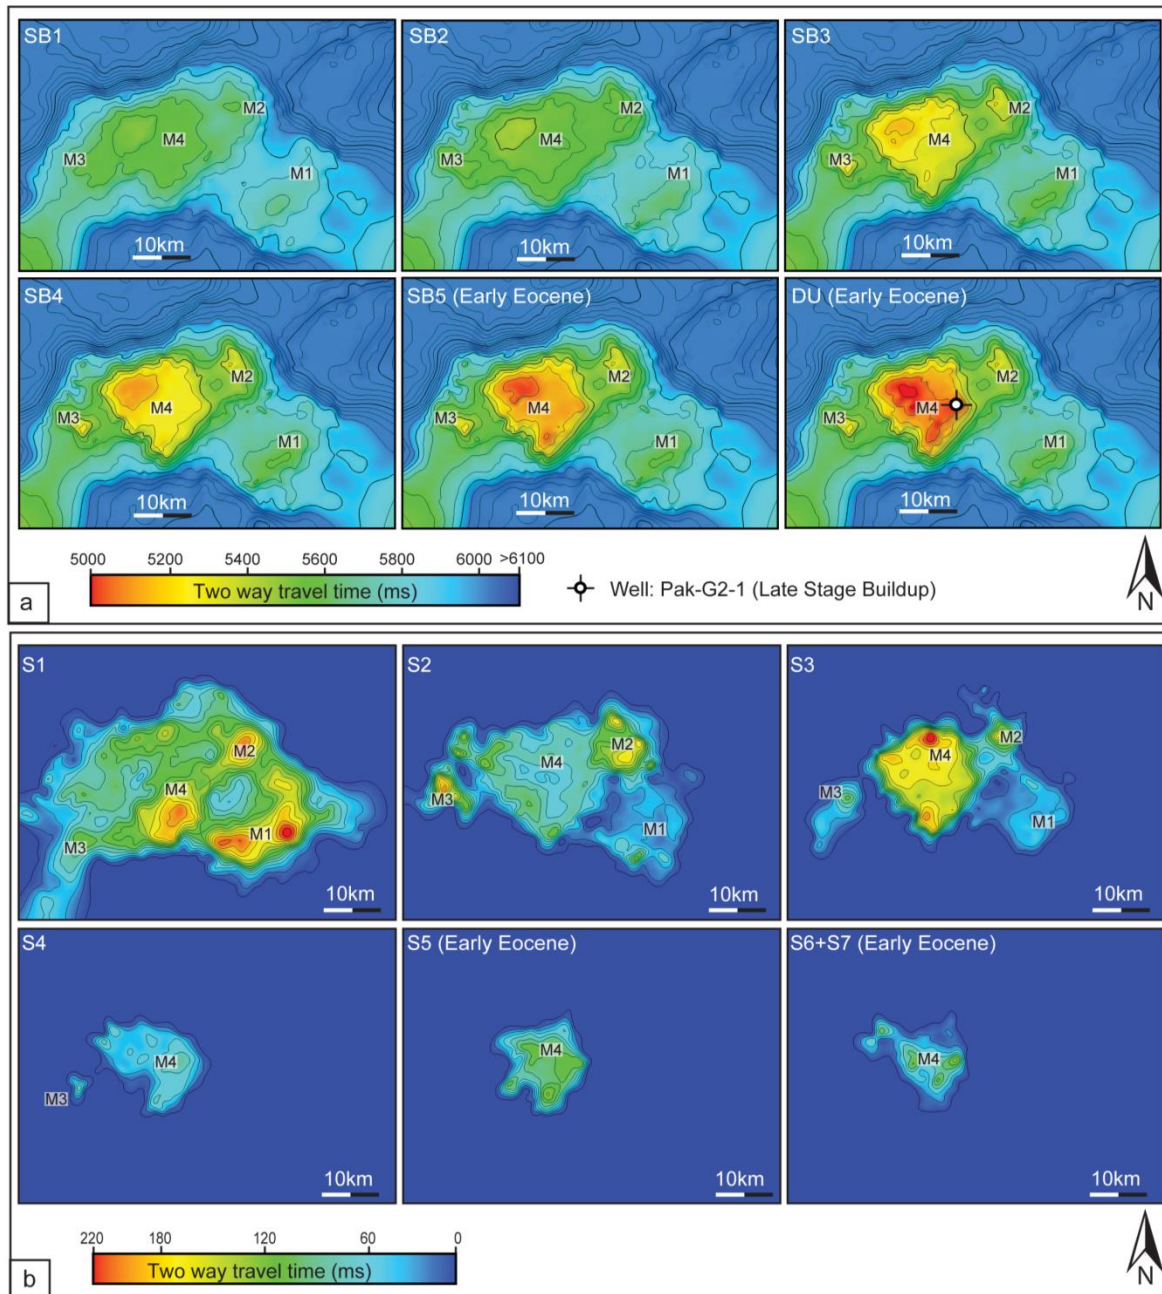 a
SB1
M2
M4
M3
M1
10km
SB2
M2
M4
M3
M1
10km
SB3
M2
M4
M3
M1
10km
SB4
M2
M4
M3
M1
10km
SB5 (Early Eocene)
M2
M4
M3
M1
10km
DU (Early Eocene)
M2
M4
M3
M1
10km
5000 5200 5400 5600 5800 6000 >6100
Two way travel time (ms)
Well: Pak-G2-1 (Late Stage Buildup)
N
a
b
S1
M2
M4
M1
M3
10km
S2
M2
M4
M3
M1
10km
S3
M2
M4
M3
M1
10km
S4
M4
M3
10km
S5 (Early Eocene)
M4
10km
S6+S7 (Early Eocene)
M4
10km
220 180 120 60 0
Two way travel time (ms)
N
b